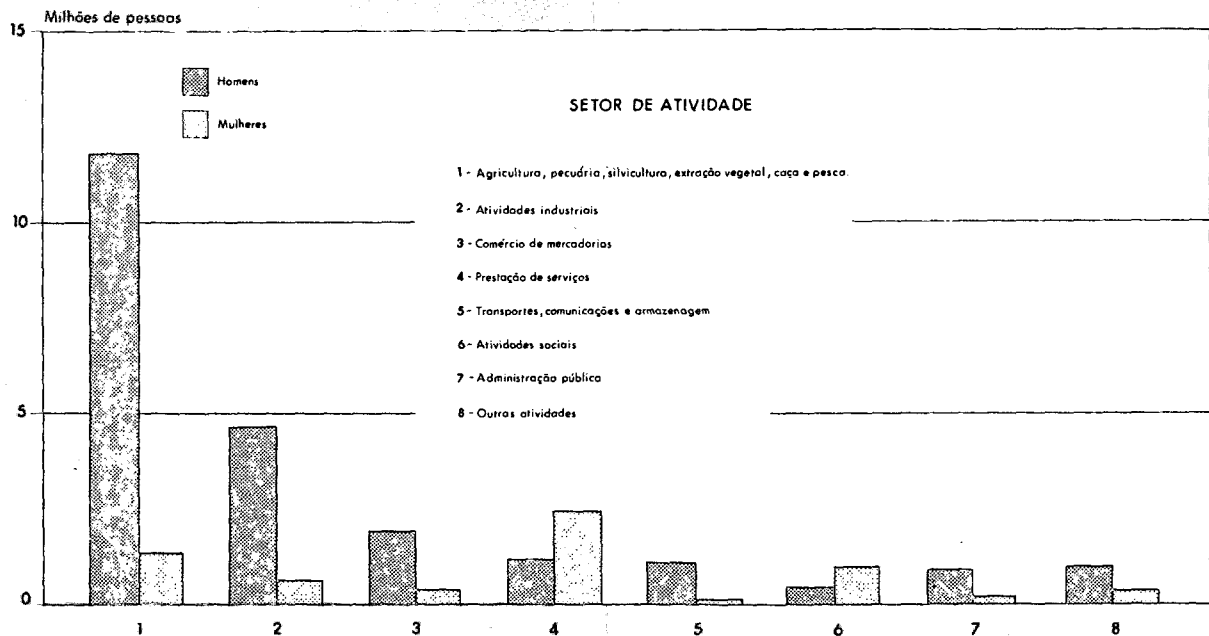 Milhões de pessoas
15
Homens
SETOR DE ATIVIDADE
Mulheres
1 - Agricultura, pecuária, silvicultura, extração vegetal, caça e pesca.
10
2 - Atividades industriais
3 - Comércio de mercadorias
4 - Prestação de serviços
5 - Transportes, comunicações e armazenagem
6 - Atividades sociais
7 - Administração pública
5
8 - Outras atividades
0
1 2 3 4 5 6 7 8